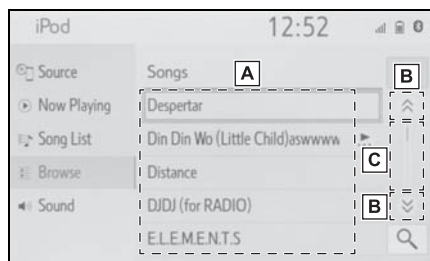 iPod 12:52
Source Songs A B
Now Playing Despertar
Song List Din Din Wo (Little Child)aswwww C
Browse Distance
Sound DJDJ (for RADIO) B
E.L.E.M.E.N.T.S